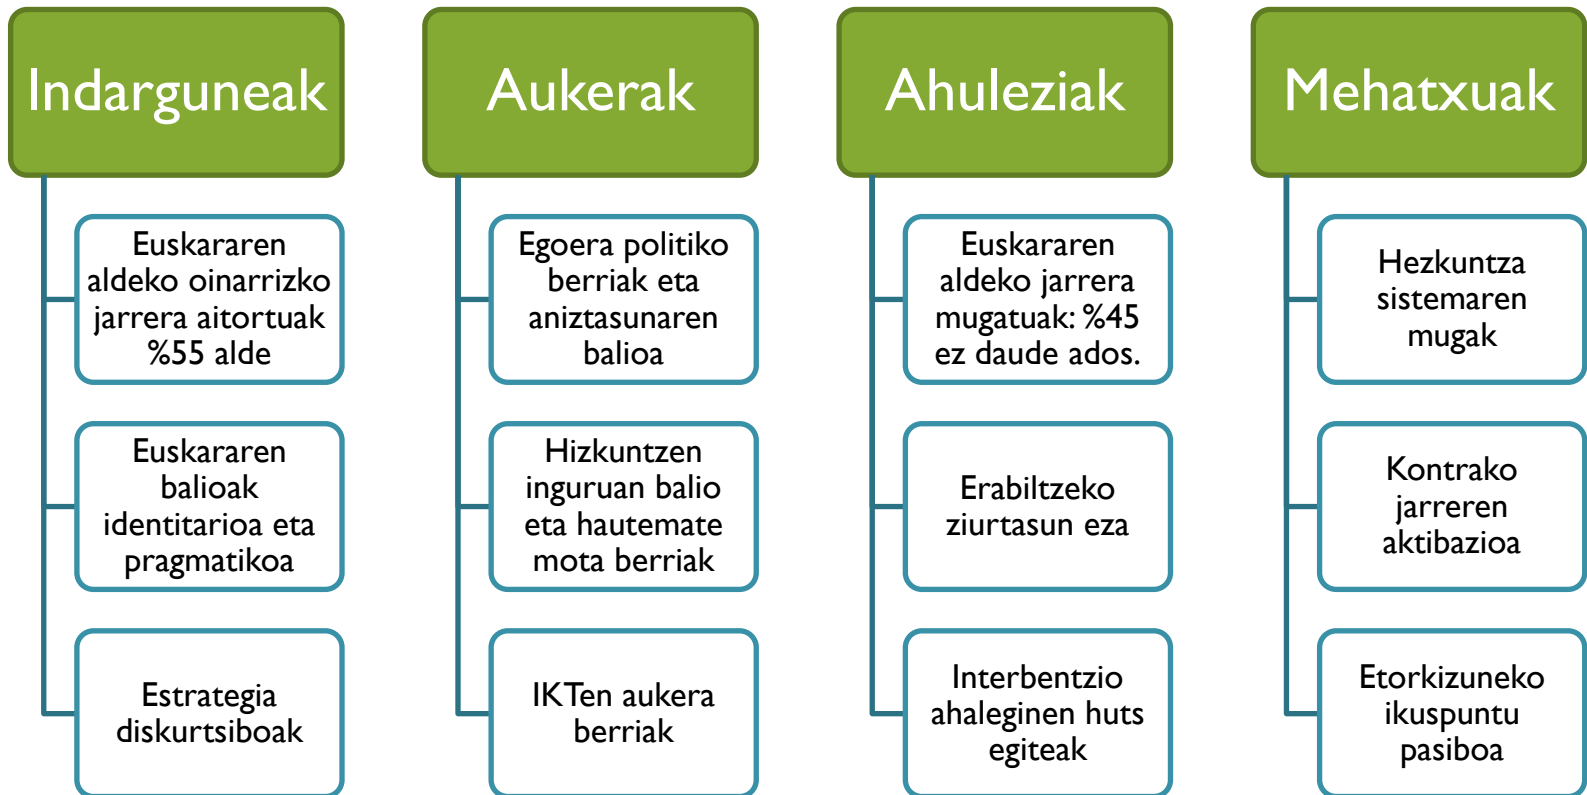 Indarguneak
Euskararen
aldeko oinarrizko
jarrera aitortuak
%55 alde
Euskararen
balioak
identitarioa eta
pragmatikoa
Estrategia
diskurtsiboak
Aukerak
Egoera politiko
berriak eta
aniztasunaren
balioa
Hizkuntzen
inguruan balio
eta hautemate
mota berriak
IKTen aukera
berriak
Ahuleziak
Euskararen
aldeko jarrera
mugatuak: %45
ez daude ados.
Erabiltzeko
ziurtasun eza
Interbentzio
ahaleginen huts
egiteak
Mehatxuak
Hezkuntza
sistemaren
mugak
Kontrako
jarreren
aktibazioa
Etorkizuneko
ikuspuntu
pasiboa